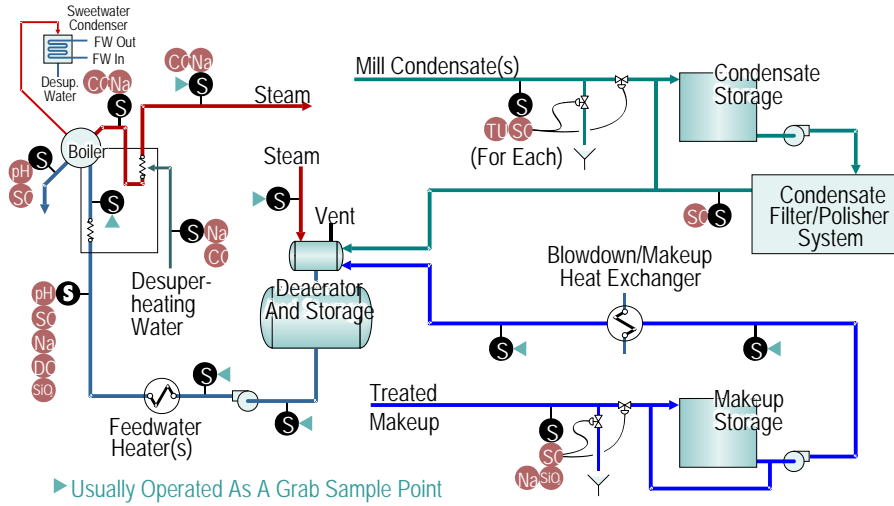 Sweetwater
Condenser
FW Out
FW In
Desup.
Water
CC Na
S
CC Na
S
Steam
Boiler
S
pH
SC
S
S
Na
CC
Desuper-
heating
Water
pH
S
SC
Na
DO
SiO
S
Feedwater
Heater(s)
S
Steam
S
Vent
Deaerator
And Storage
Mill Condensate(s)
S
TU SC
(For Each)
Condensate
Storage
SC S
Condensate
Filter/Polisher
System
Blowdown/Makeup
Heat Exchanger
S
S
Treated
Makeup
S
SC
Na SiO
Makeup
Storage
Usually Operated As A Grab Sample Point